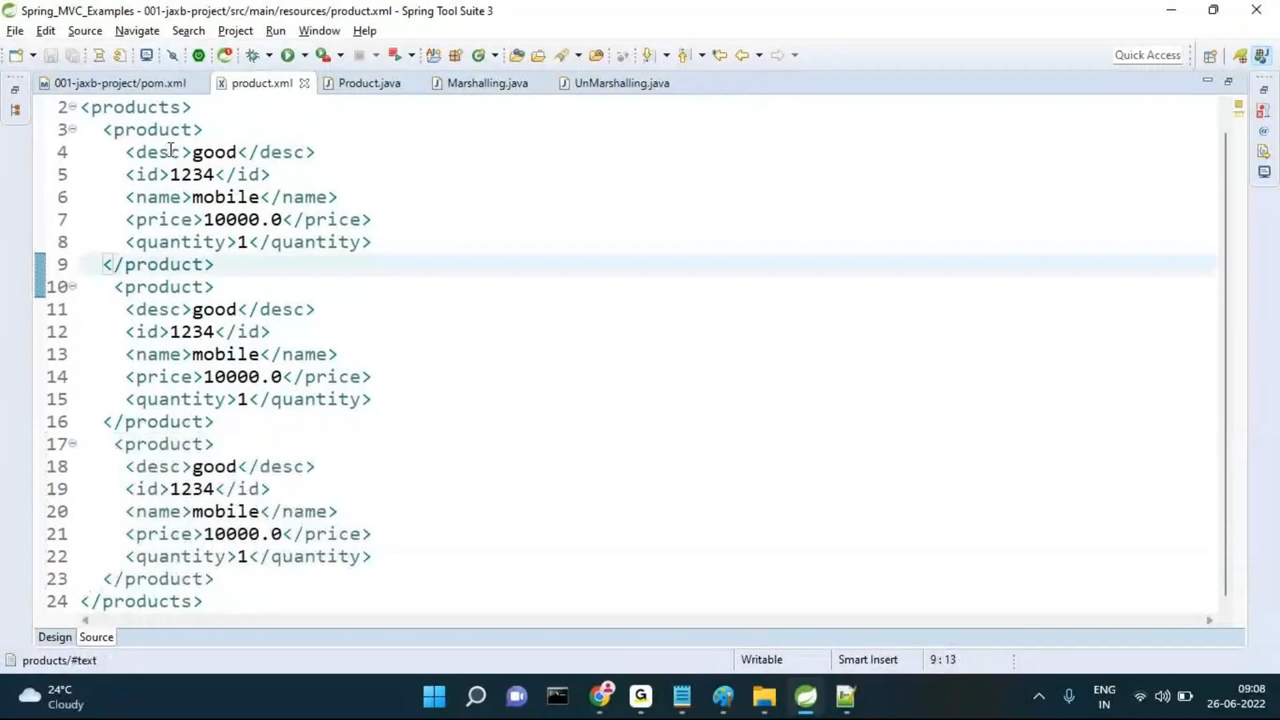 Spring_MVC_Examples - 001-jaxb-project/src/main/resources/product.xml - Spring Tool Suite 3
File Edit Source Navigate Search Project Run Window Help
Quick Access
001-jaxb-project/pom.xml product.xml Product.java Marshalling.java UnMarshalling.java
2 <products>
3 <product>
4 <desc>good</desc>
5 <id>1234</id>
6 <name>mobile</name>
7 <price>10000.0</price>
8 <quantity>1</quantity>
9 </product>
10 <product>
11 <desc>good</desc>
12 <id>1234</id>
13 <name>mobile</name>
14 <price>10000.0</price>
15 <quantity>1</quantity>
16 </product>
17 <product>
18 <desc>good</desc>
19 <id>1234</id>
20 <name>mobile</name>
21 <price>10000.0</price>
22 <quantity>1</quantity>
23 </product>
24 </products>
Design Source
products/#text Writable Smart Insert 9 : 13
24°C ENG 09:08
Cloudy IN 26-06-2022